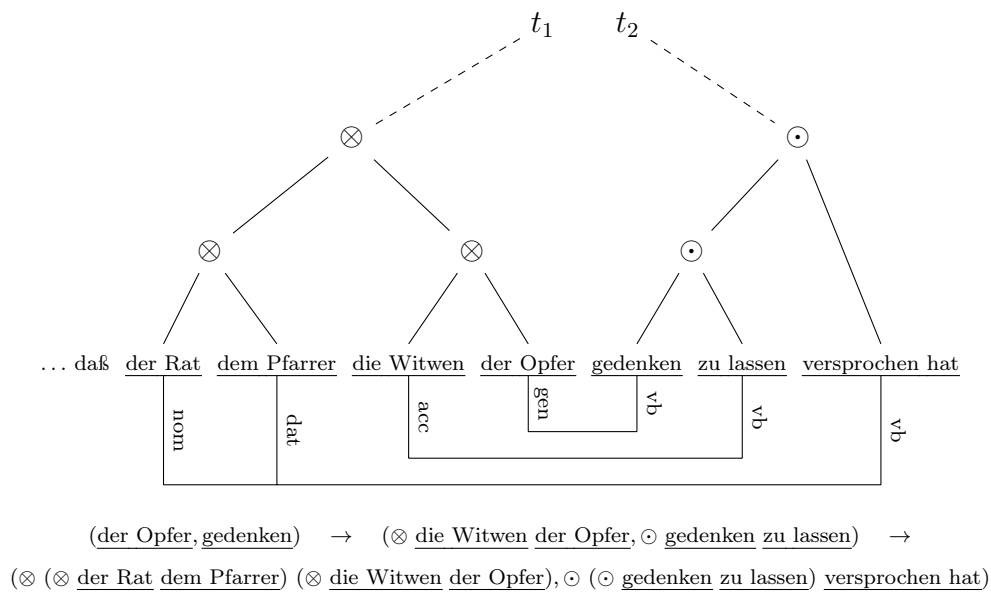 t₁ t₂
⊗ ⊙
⊗ ⊗ ⊙
... daß der Rat dem Pfarrer die Witwen der Opfer gedenken zu lassen versprochen hat
nom dat acc gen vb vb vb
(der Opfer, gedenken) → (⊗ die Witwen der Opfer, ⊙ gedenken zu lassen) →
(⊗ (⊗ der Rat dem Pfarrer) (⊗ die Witwen der Opfer), ⊙ (⊙ gedenken zu lassen) versprochen hat)